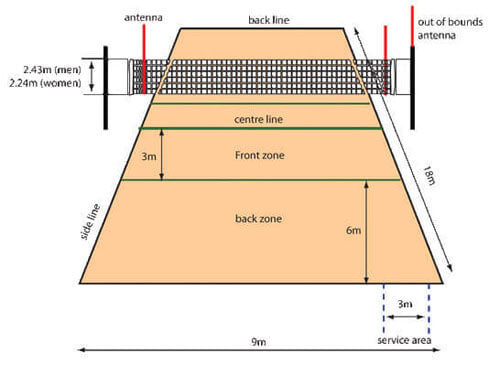 antenna
back line
out of bounds
antenna
2.43m (men)
2.24m (women)
centre line
3m
Front zone
18m
side line
back zone
6m
3m
service area
9m